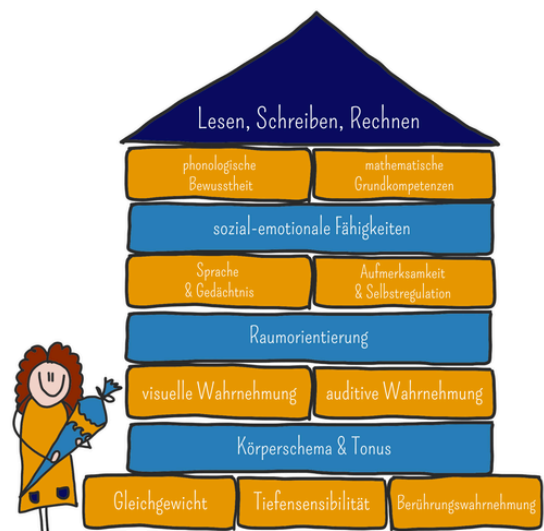 Lesen, Schreiben, Rechnen
phonologische
Bewusstheit
mathematische
Grundkompetenzen
sozial-emotionale Fähigkeiten
Sprache
& Gedächtnis
Aufmerksamkeit
& Selbstregulation
Raumorientierung
visuelle Wahrnehmung
auditive Wahrnehmung
Körperschema & Tonus
Gleichgewicht
Tiefensensibilität
Berührungswahrnehmung